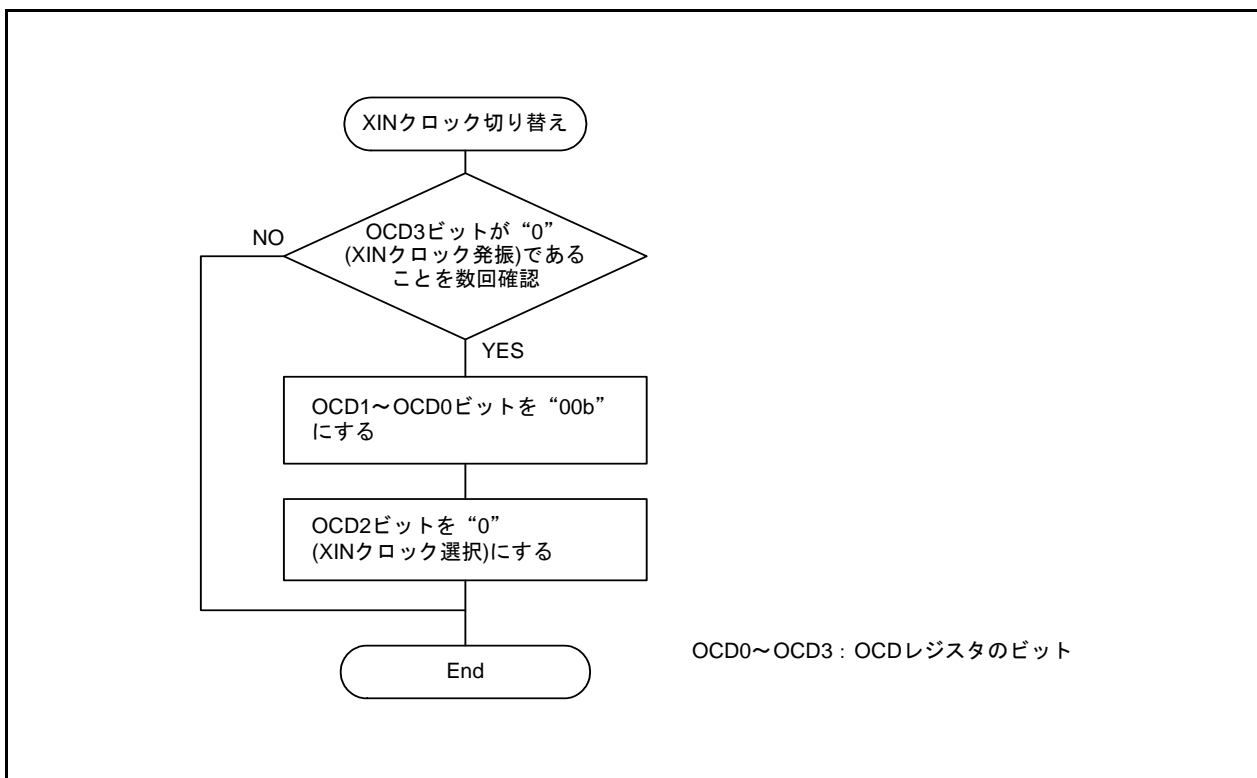 XINクロック切り替え
OCD3ビットが“0”
(XINクロック発振)である
ことを数回確認
NO
YES
OCD1～OCD0ビットを“00b”
にする
OCD2ビットを“0”
(XINクロック選択)にする
End
OCD0～OCD3：OCDレジスタのビット